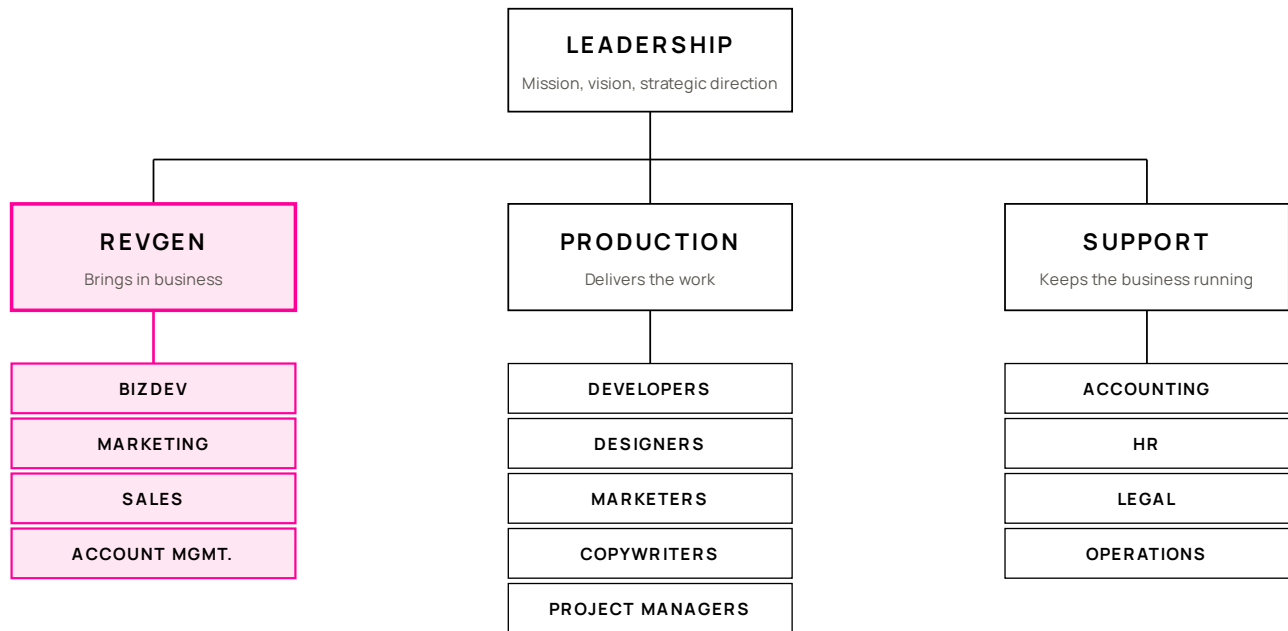 LEADERSHIP
Mission, vision, strategic direction
REVGEN
Brings in business
BIZDEV
MARKETING
SALES
ACCOUNT MGMT.
PRODUCTION
Delivers the work
DEVELOPERS
DESIGNERS
MARKETERS
COPYWRITERS
PROJECT MANAGERS
SUPPORT
Keeps the business running
ACCOUNTING
HR
LEGAL
OPERATIONS